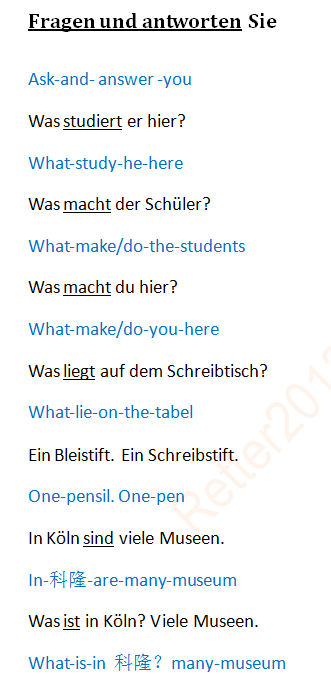 Fragen und antworten Sie
Ask-and- answer -you
Was studiert er hier?
What-study-he-here
Was macht der Schüler?
What-make/do-the-students
Was macht du hier?
What-make/do-you-here
Was liegt auf dem Schreibtisch?
What-lie-on-the-tabel
Ein Bleistift. Ein Schreibstift.
One-pensil. One-pen
In Köln sind viele Museen.
In-科隆-are-many-museum
Was ist in Köln? Viele Museen.
What-is-in 科隆? many-museum